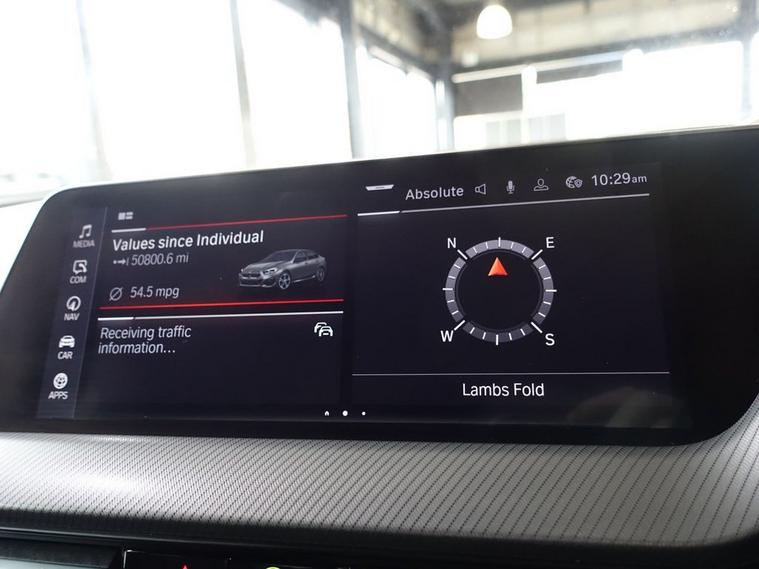 MEDIA
COM
NAV
CAR
APPS
Values since Individual
50800.6 mi
54.5 mpg
Receiving traffic
information...
Absolute
10:29am
N
E
W
S
Lambs Fold